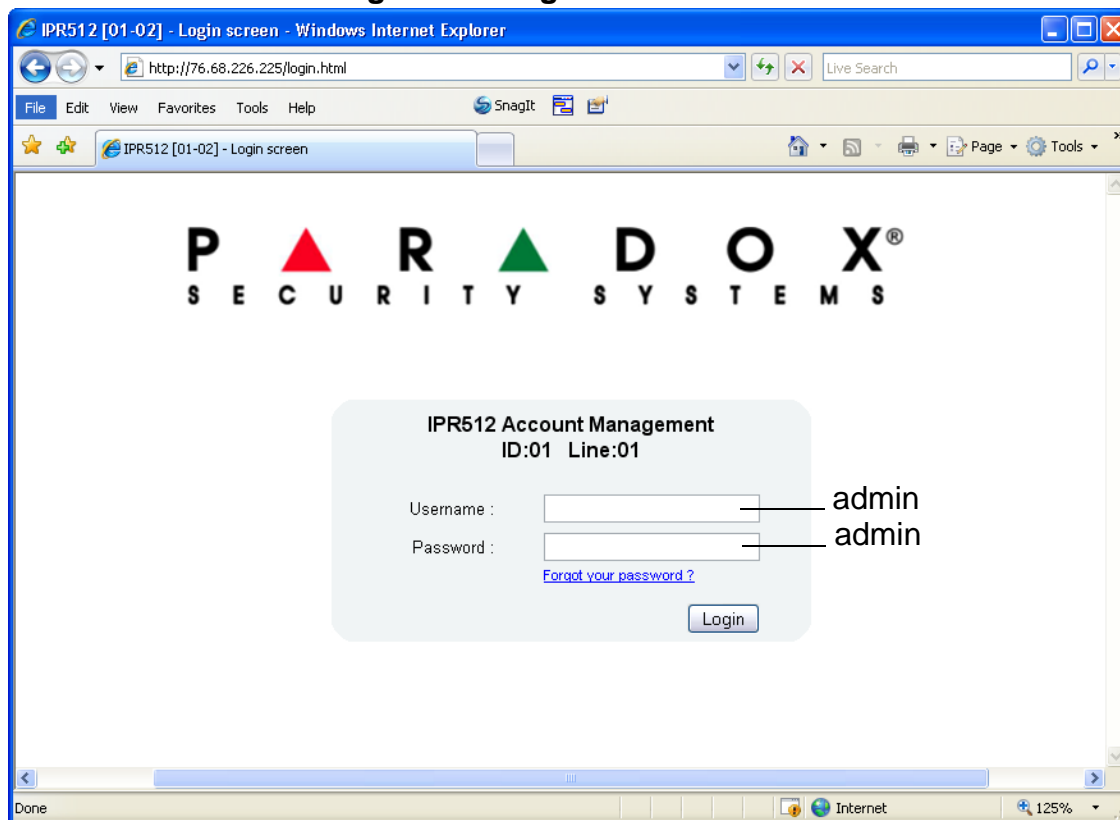 IPR512 [01-02] - Login screen - Windows Internet Explorer
http://76.68.226.225/login.html
Live Search
File Edit View Favorites Tools Help SnagIt
IPR512 [01-02] - Login screen
Page Tools »
PARADOX®
SECURITY SYSTEMS
IPR512 Account Management
ID:01 Line:01
Username : admin
Password : admin
Forgot your password ?
Login
Done Internet 125%